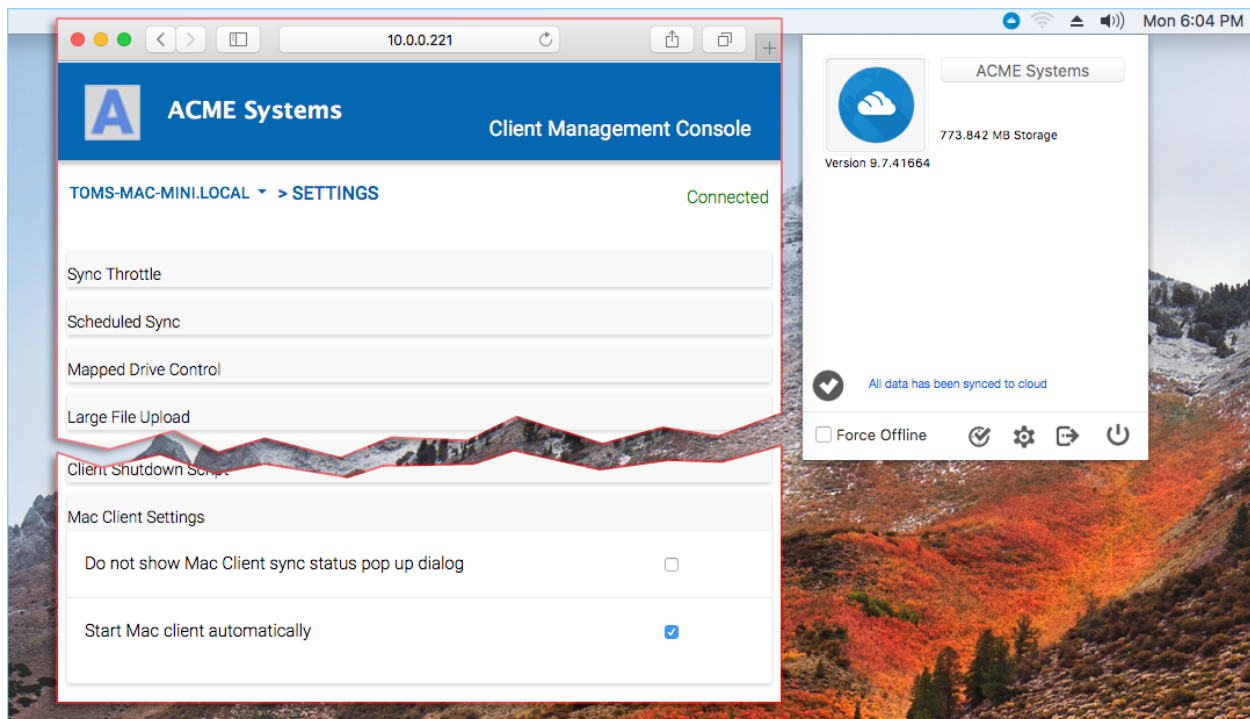 Mon 6:04 PM
10.0.0.221
A
ACME Systems
Client Management Console
TOMS-MAC-MINI.LOCAL > SETTINGS
Connected
Sync Throttle
Scheduled Sync
Mapped Drive Control
Large File Upload
Client Shutdown Script
Mac Client Settings
Do not show Mac Client sync status pop up dialog
Start Mac client automatically
ACME Systems
773.842 MB Storage
Version 9.7.41664
All data has been synced to cloud
Force Offline